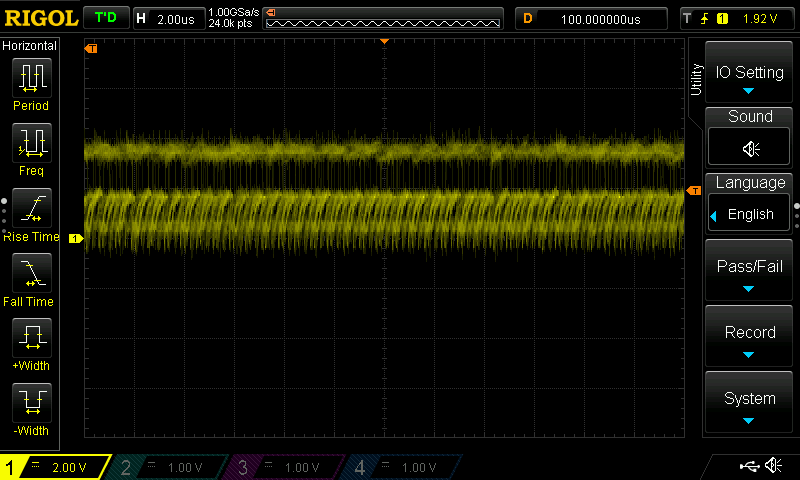 RIGOL T'D H 2.00us 1.00GSa/s 24.0k pts D 100.000000us T 1 1.92 V
Horizontal
Period
Freq
Rise Time
Fall Time
+Width
-Width
T
T
1
Utility
IO Setting
Sound
Language
English
Pass/Fail
Record
System
1 2.00 V 2 1.00 V 3 1.00 V 4 1.00 V